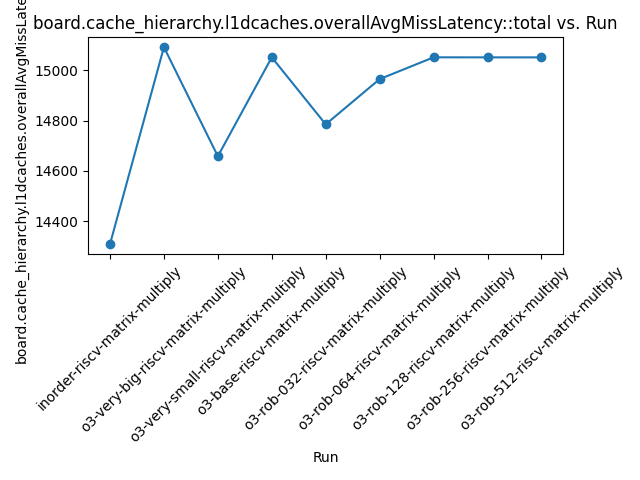 board.cache_hierarchy.l1dcaches.overallAvgMissLatency::total vs. Run
board.cache_hierarchy.l1dcaches.overallAvgMissLate
15000
14800
14600
14400
inorder-riscv-matrix-multiply
o3-very-big-riscv-matrix-multiply
o3-very-small-riscv-matrix-multiply
o3-base-riscv-matrix-multiply
o3-rob-032-riscv-matrix-multiply
o3-rob-064-riscv-matrix-multiply
o3-rob-128-riscv-matrix-multiply
o3-rob-256-riscv-matrix-multiply
o3-rob-512-riscv-matrix-multiply
Run